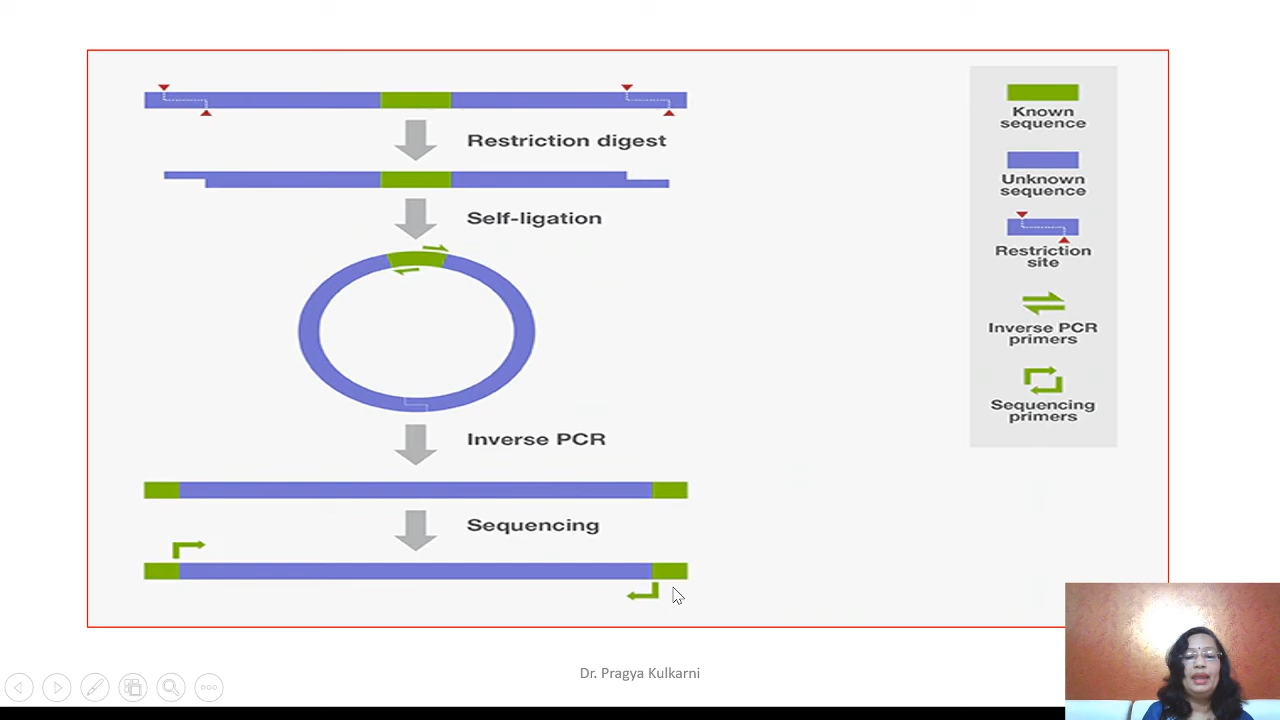 Restriction digest
Self-ligation
Inverse PCR
Sequencing
Known
sequence
Unknown
sequence
Restriction
site
Inverse PCR
primers
Sequencing
primers
Dr. Pragya Kulkarni